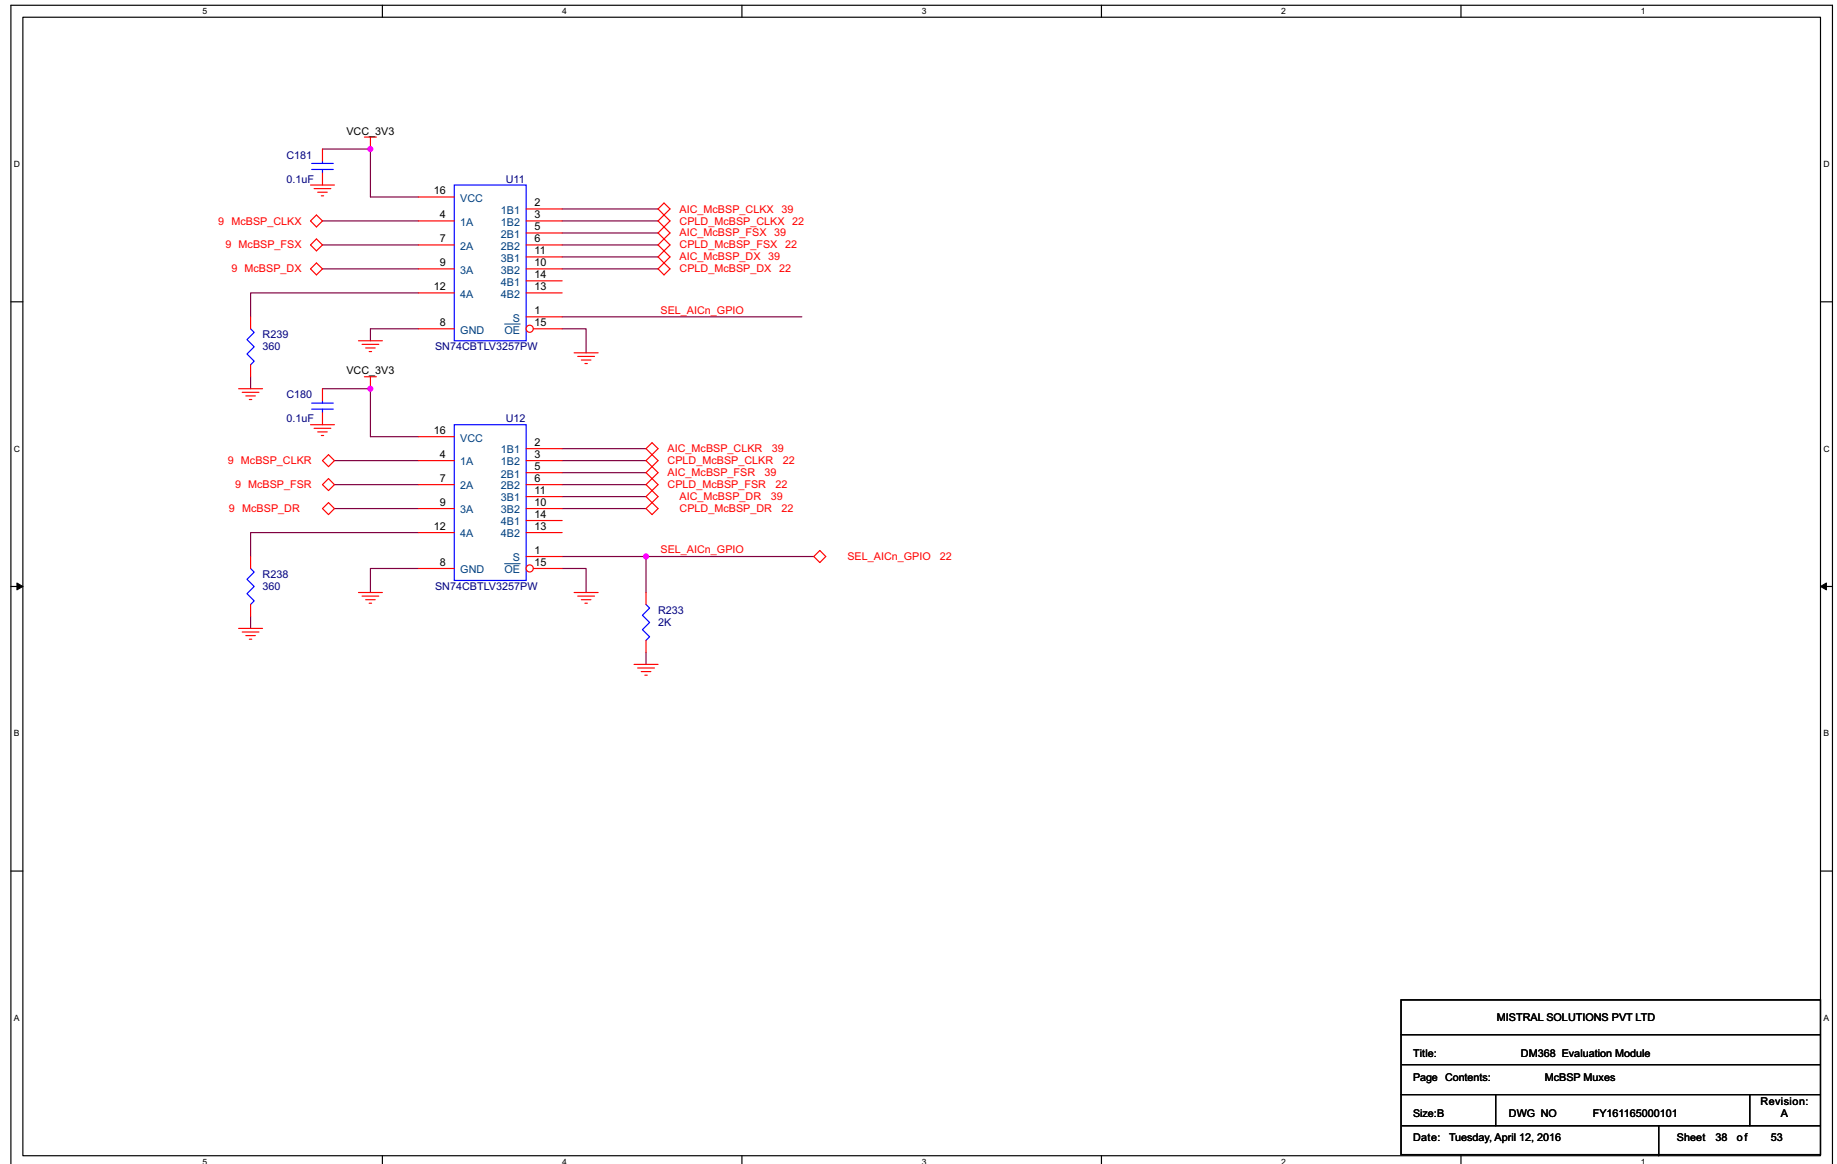 5 4 3 2 1
D D
C C
B B
A A
VCC_3V3
C181
0.1uF
U11
16 VCC
9 McBSP_CLKX 4 1A
9 McBSP_FSX 7 2A
9 McBSP_DX 9 3A
12 4A
8 GND
1B1 2 AIC_McBSP_CLKX 39
1B2 3 CPLD_McBSP_CLKX 22
2B1 5 AIC_McBSP_FSX 39
2B2 6 CPLD_McBSP_FSX 22
3B1 11 AIC_McBSP_DX 39
3B2 10 CPLD_McBSP_DX 22
4B1 14
4B2 13
S 1 SEL_AICn_GPIO
OE 15
SN74CBTLV3257PW
R239
360
VCC_3V3
C180
0.1uF
U12
16 VCC
9 McBSP_CLKR 4 1A
9 McBSP_FSR 7 2A
9 McBSP_DR 9 3A
12 4A
8 GND
1B1 2 AIC_McBSP_CLKR 39
1B2 3 CPLD_McBSP_CLKR 22
2B1 5 AIC_McBSP_FSR 39
2B2 6 CPLD_McBSP_FSR 22
3B1 11 AIC_McBSP_DR 39
3B2 10 CPLD_McBSP_DR 22
4B1 14
4B2 13
S 1 SEL_AICn_GPIO SEL_AICn_GPIO 22
OE 15
SN74CBTLV3257PW
R238
360
R233
2K
MISTRAL SOLUTIONS PVT LTD
Title: DM368 Evaluation Module
Page Contents: McBSP Muxes
Size:B DWG NO FY161165000101 Revision: A
Date: Tuesday, April 12, 2016 Sheet 38 of 53
5 4 3 2 1